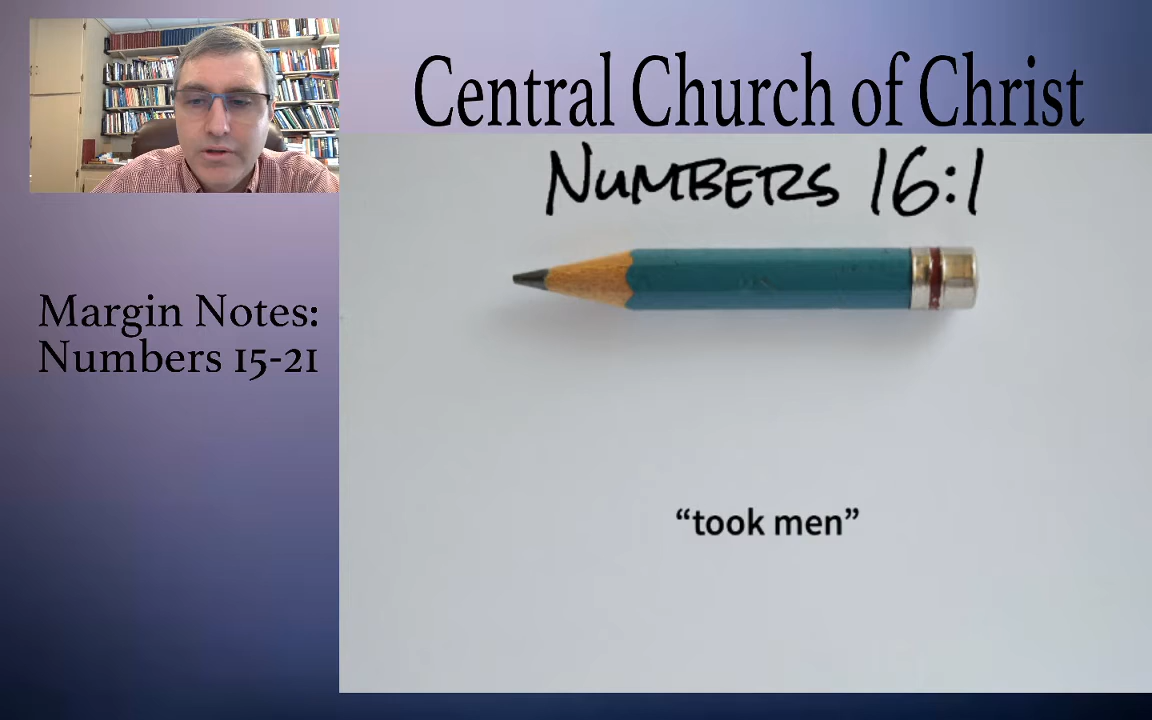 Central Church of Christ
NUMBERS 16:1
Margin Notes:
Numbers 15-21
“took men”